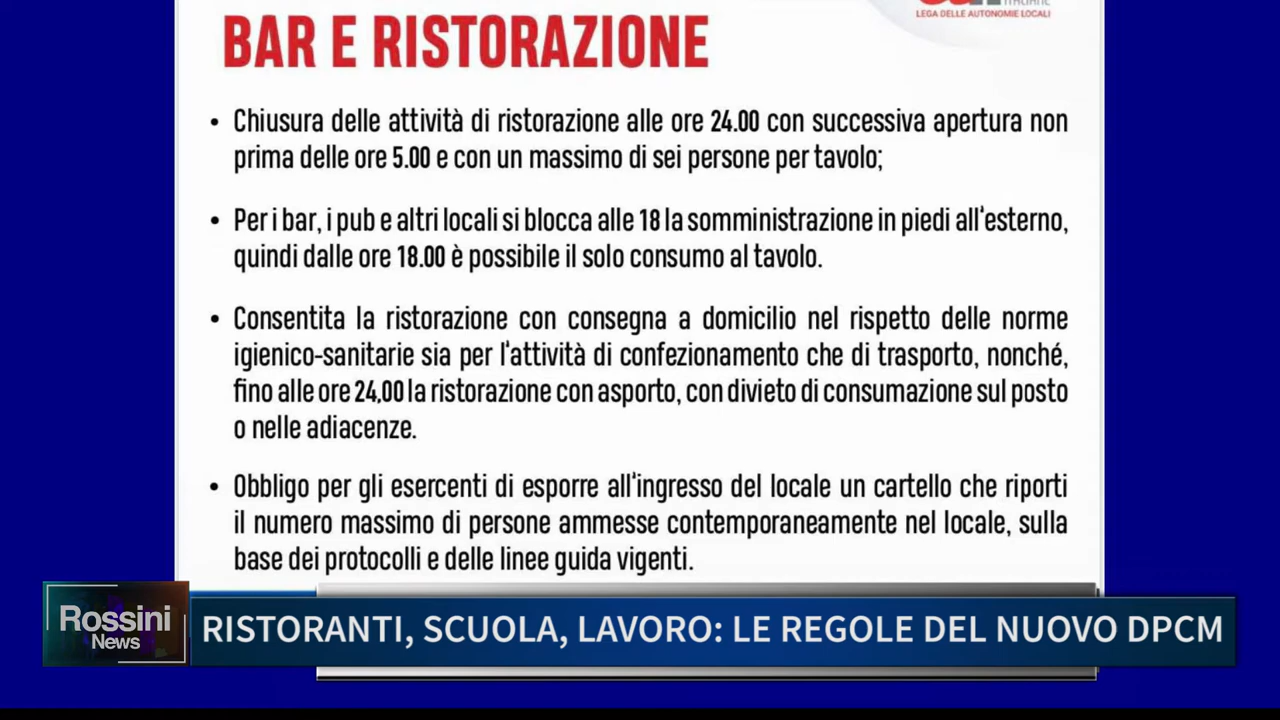 LEGA DELLE AUTONOMIE LOCALI
BAR E RISTORAZIONE
• Chiusura delle attività di ristorazione alle ore 24.00 con successiva apertura non
prima delle ore 5.00 e con un massimo di sei persone per tavolo;
• Per i bar, i pub e altri locali si blocca alle 18 la somministrazione in piedi all'esterno,
quindi dalle ore 18.00 è possibile il solo consumo al tavolo.
• Consentita la ristorazione con consegna a domicilio nel rispetto delle norme
igienico-sanitarie sia per l'attività di confezionamento che di trasporto, nonché,
fino alle ore 24,00 la ristorazione con asporto, con divieto di consumazione sul posto
o nelle adiacenze.
• Obbligo per gli esercenti di esporre all'ingresso del locale un cartello che riporti
il numero massimo di persone ammesse contemporaneamente nel locale, sulla
base dei protocolli e delle linee guida vigenti.
Rossini
News
RISTORANTI, SCUOLA, LAVORO: LE REGOLE DEL NUOVO DPCM